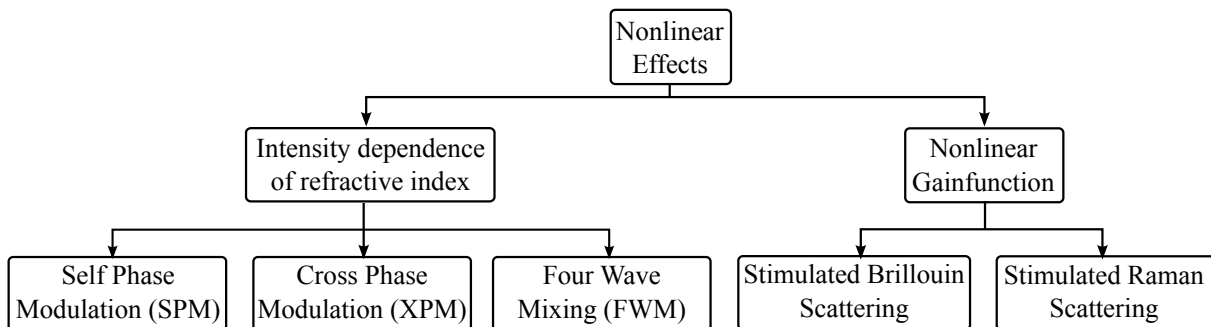 Nonlinear
Effects
Intensity dependence
of refractive index
Nonlinear
Gainfunction
Self Phase
Modulation (SPM)
Cross Phase
Modulation (XPM)
Four Wave
Mixing (FWM)
Stimulated Brillouin
Scattering
Stimulated Raman
Scattering